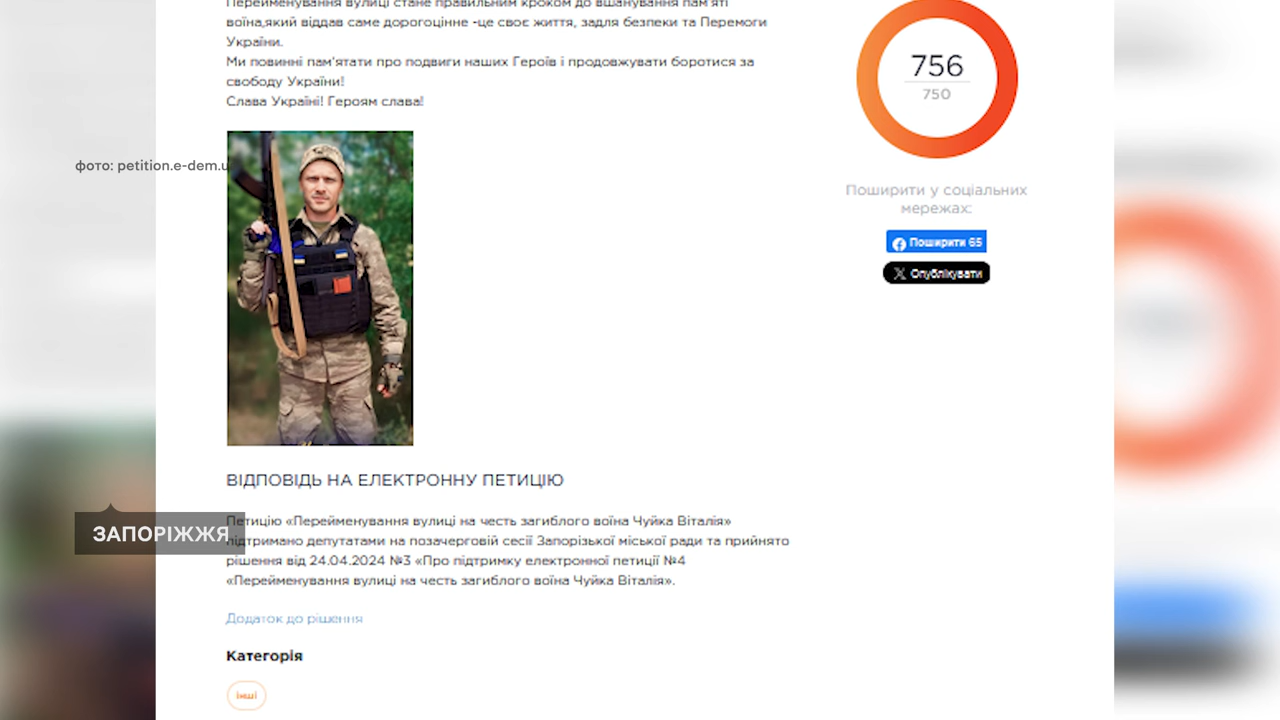 Перейменування вулиці стане правильним кроком до вшанування пам'яті
воїна,який віддав саме дорогоцінне -це своє життя, задля безпеки та Перемоги
України.
Ми повинні пам'ятати про подвиги наших Героїв і продовжувати боротися за
свободу України!
Слава Україні! Героям слава!
756
750
Поширити у соціальних
мережах:
Поширити 65
Опублікувати
фото: petition.e-dem.u
ВІДПОВІДЬ НА ЕЛЕКТРОННУ ПЕТИЦІЮ
ЗАПОРІЖЖЯ
Петицію «Перейменування вулиці на честь загиблого воїна Чуйка Віталія»
підтримано депутатами на позачерговій сесії Запорізької міської ради та прийнято
рішення від 24.04.2024 №3 «Про підтримку електронної петиції №4
«Перейменування вулиці на честь загиблого воїна Чуйка Віталія».
Додаток до рішення
Категорія
інші